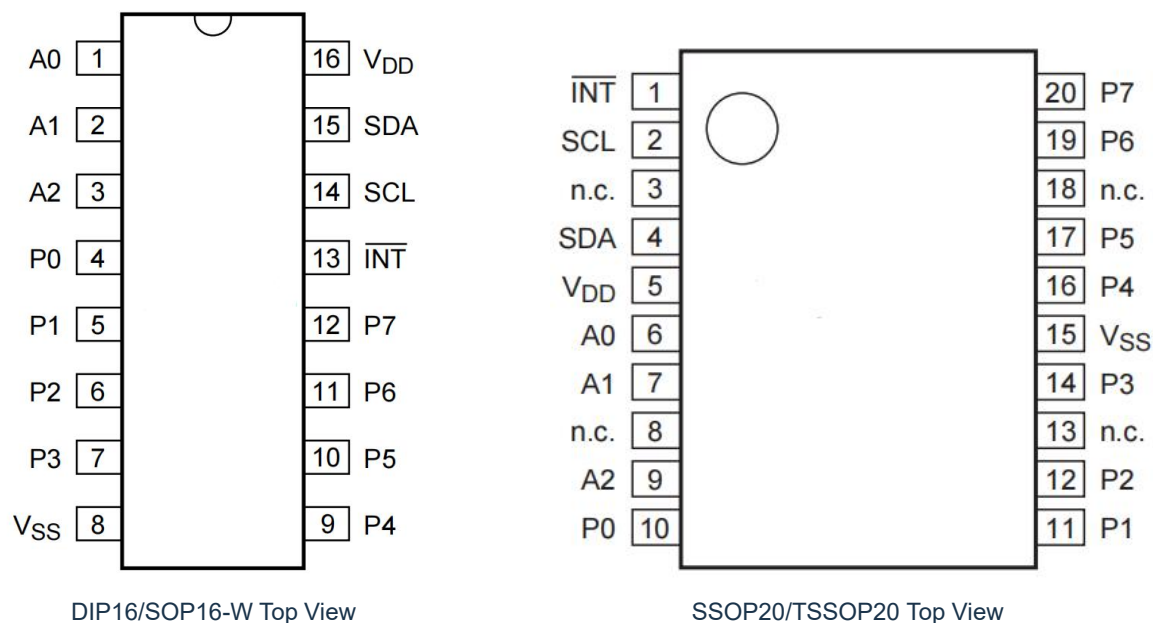 A0 1 16 VDD
A1 2 15 SDA
A2 3 14 SCL
P0 4 13 INT
P1 5 12 P7
P2 6 11 P6
P3 7 10 P5
VSS 8 9 P4
DIP16/SOP16-W Top View
INT 1 20 P7
SCL 2 19 P6
n.c. 3 18 n.c.
SDA 4 17 P5
VDD 5 16 P4
A0 6 15 VSS
A1 7 14 P3
n.c. 8 13 n.c.
A2 9 12 P2
P0 10 11 P1
SSOP20/TSSOP20 Top View